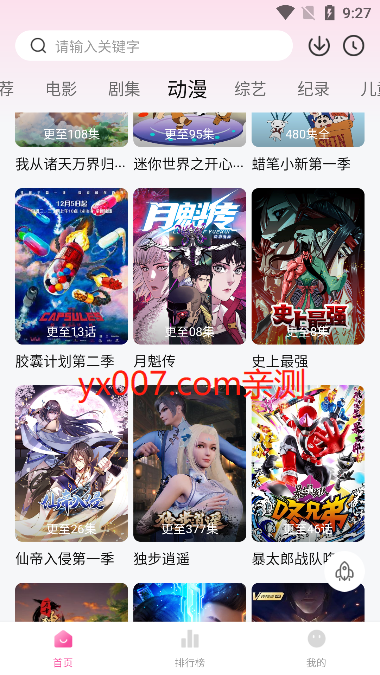 9:27
请输入关键字
荐 电影 剧集 动漫 综艺 纪录 儿童
更至108集 更至95集 480集全
我从诸天万界归… 迷你世界之开心… 蜡笔小新第一季
12月5日起
月魁传
CAPSULES
史上最强
更至13话 更至08集 更至8集
胶囊计划第二季 月魁传 史上最强
yx007.com亲测
仙帝入侵 独步逍遥
更至26集 更至377集 更至46话
仙帝入侵第一季 独步逍遥 暴太郎战队咚
首页 排行榜 我的